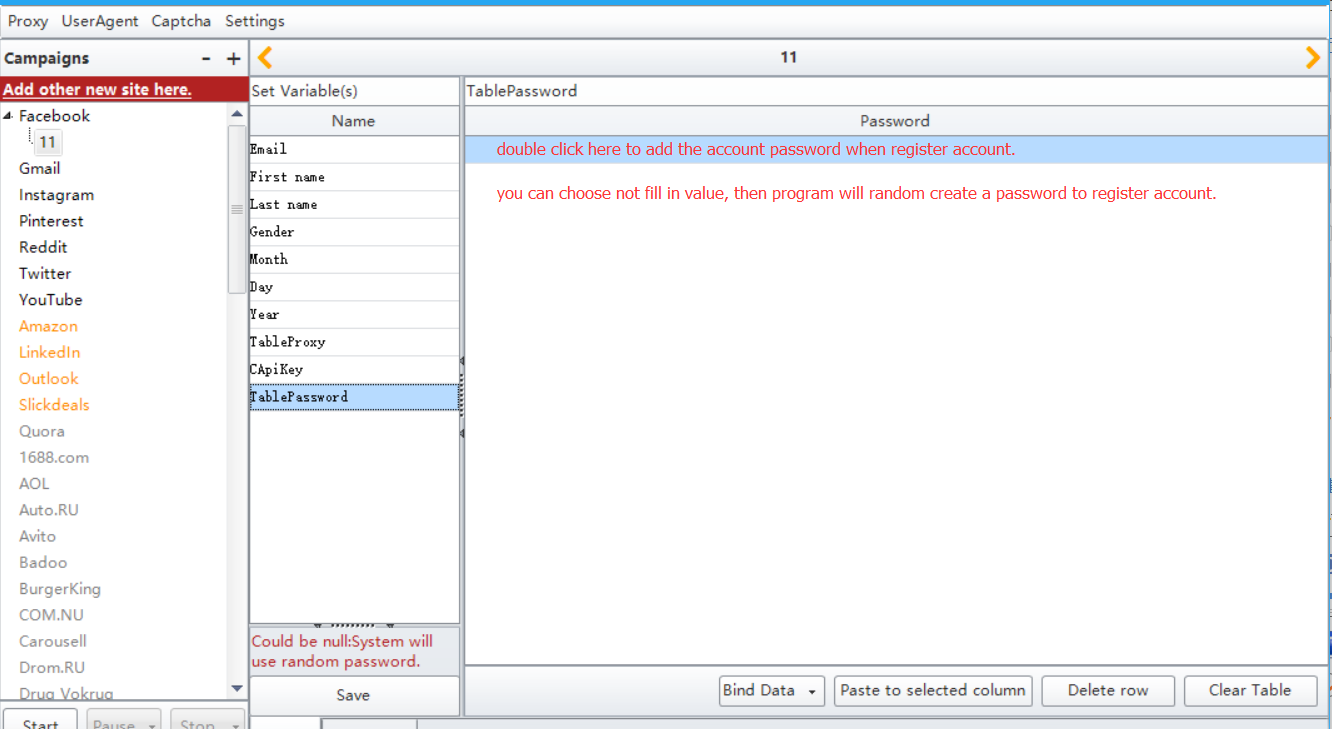 Proxy UserAgent Captcha Settings
Campaigns - +
11
Add other new site here.
Facebook
11
Gmail
Instagram
Pinterest
Reddit
Twitter
YouTube
Amazon
LinkedIn
Outlook
Slickdeals
Quora
1688.com
AOL
Auto.RU
Avito
Badoo
BurgerKing
COM.NU
Carousell
Drom.RU
Drug Vokrug
Start Pause Stop
Set Variable(s)
Name
Email
First name
Last name
Gender
Month
Day
Year
TableProxy
CApiKey
TablePassword
Could be null:System will
use random password.
Save
TablePassword
Password
double click here to add the account password when register account.
you can choose not fill in value, then program will random create a password to register account.
Bind Data Paste to selected column Delete row Clear Table